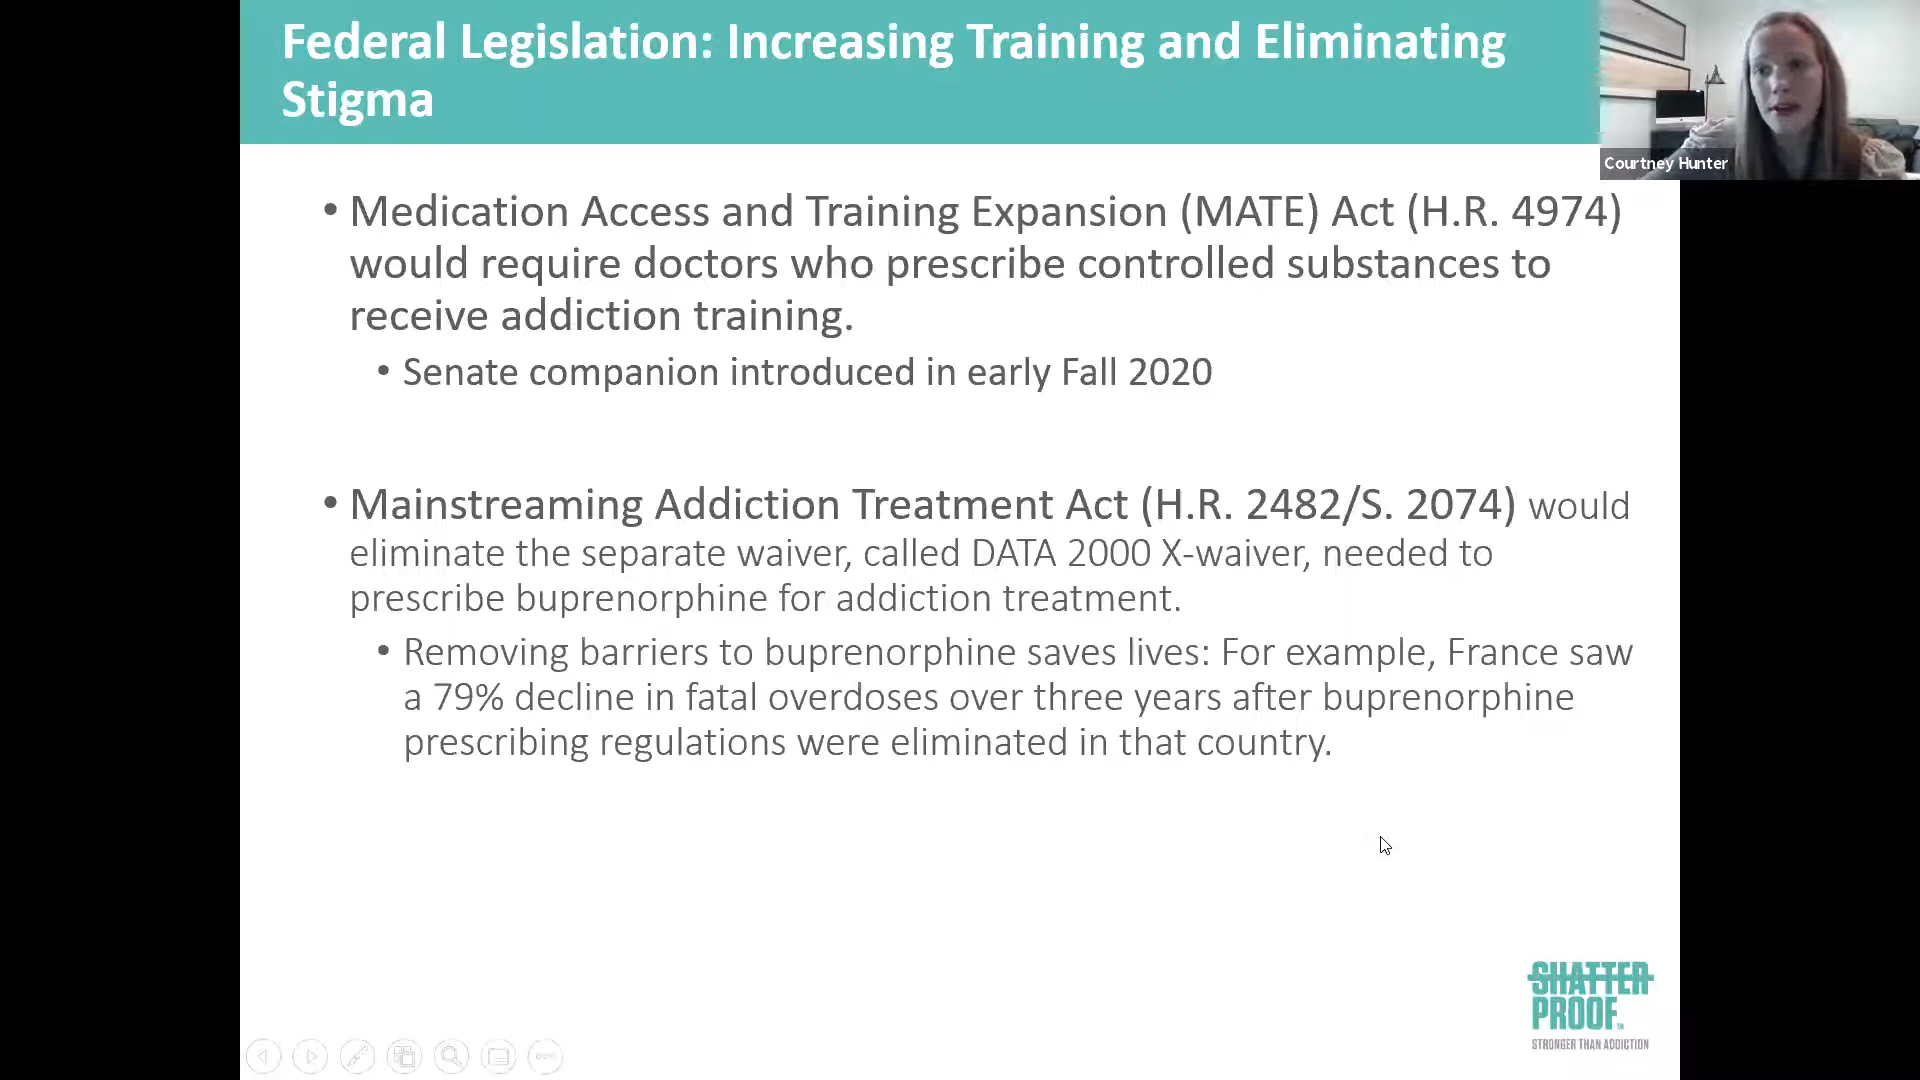 Federal Legislation: Increasing Training and Eliminating
Stigma
Courtney Hunter
• Medication Access and Training Expansion (MATE) Act (H.R. 4974)
would require doctors who prescribe controlled substances to
receive addiction training.
• Senate companion introduced in early Fall 2020
• Mainstreaming Addiction Treatment Act (H.R. 2482/S. 2074) would
eliminate the separate waiver, called DATA 2000 X-waiver, needed to
prescribe buprenorphine for addiction treatment.
• Removing barriers to buprenorphine saves lives: For example, France saw
a 79% decline in fatal overdoses over three years after buprenorphine
prescribing regulations were eliminated in that country.
SHATTER
PROOF™
STRONGER THAN ADDICTION